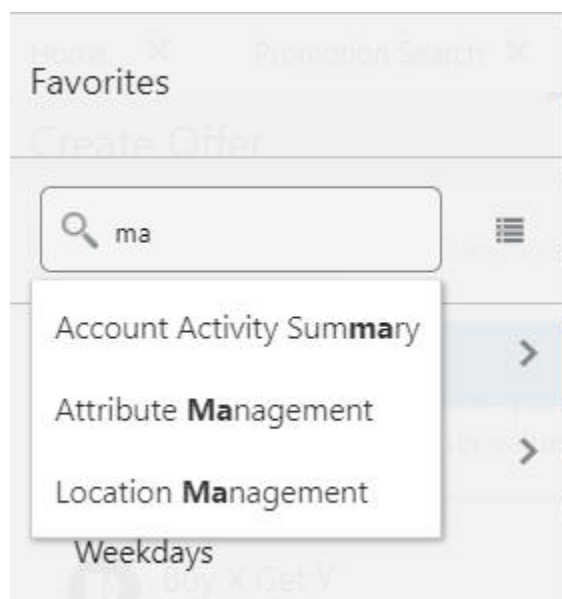 Home Promotion Search
Favorites
Create Offer
ma
Account Activity Summary
Attribute Management
Location Management
Weekdays
Buy X Get Y